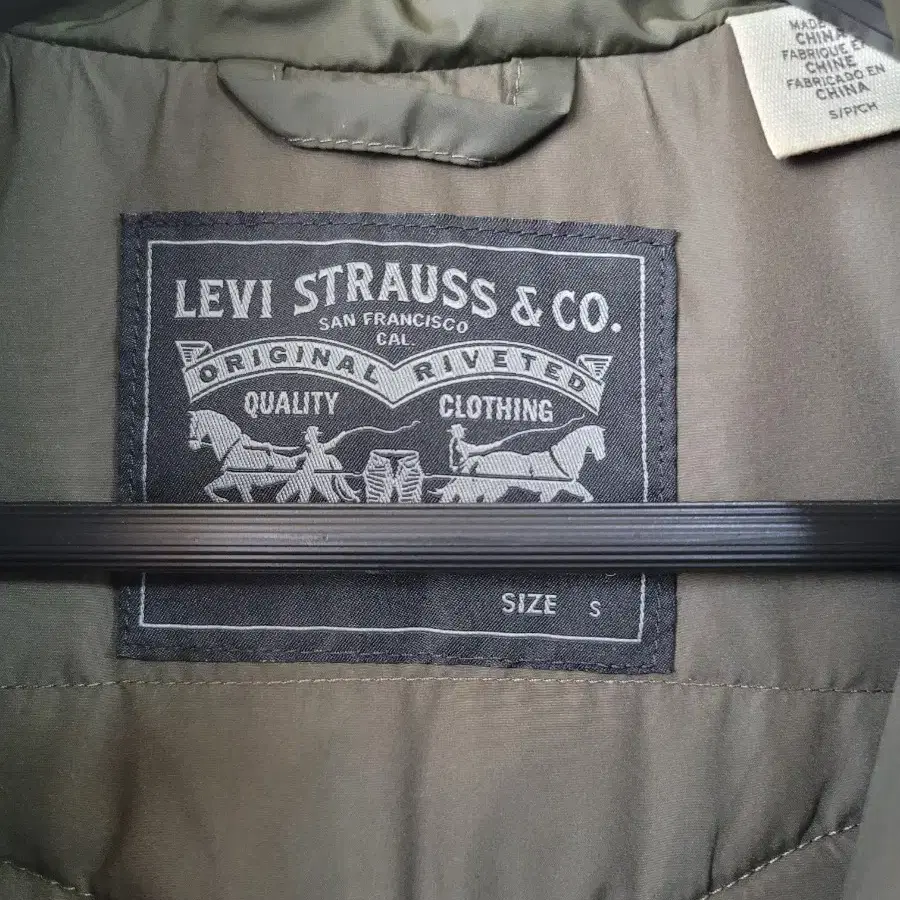 MADE
CHINA
FABRIQUE EN
CHINE
FABRICADO EN
CHINA
S/P/CH
LEVI STRAUSS & CO.
SAN FRANCISCO
CAL.
ORIGINAL RIVETED
QUALITY CLOTHING
SIZE S